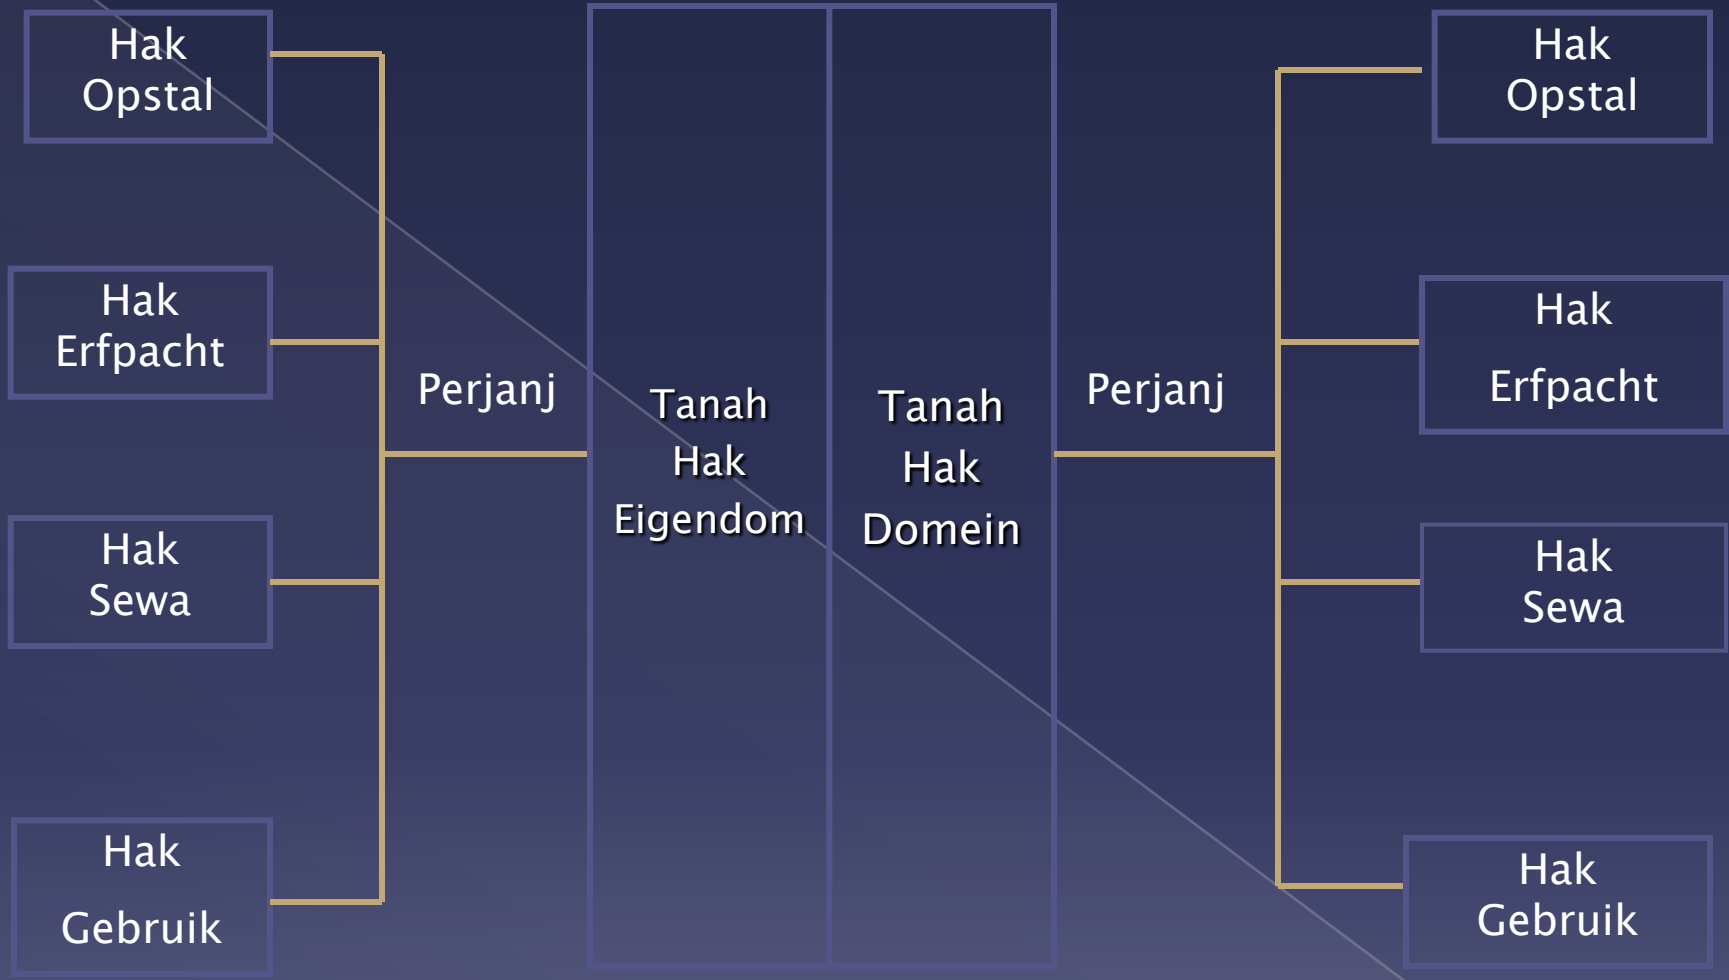 Hak
Opstal
Hak
Erfpacht
Hak
Sewa
Hak
Gebruik
Perjanj
Tanah
Hak
Eigendom
Tanah
Hak
Domein
Perjanj
Hak
Opstal
Hak
Erfpacht
Hak
Sewa
Hak
Gebruik